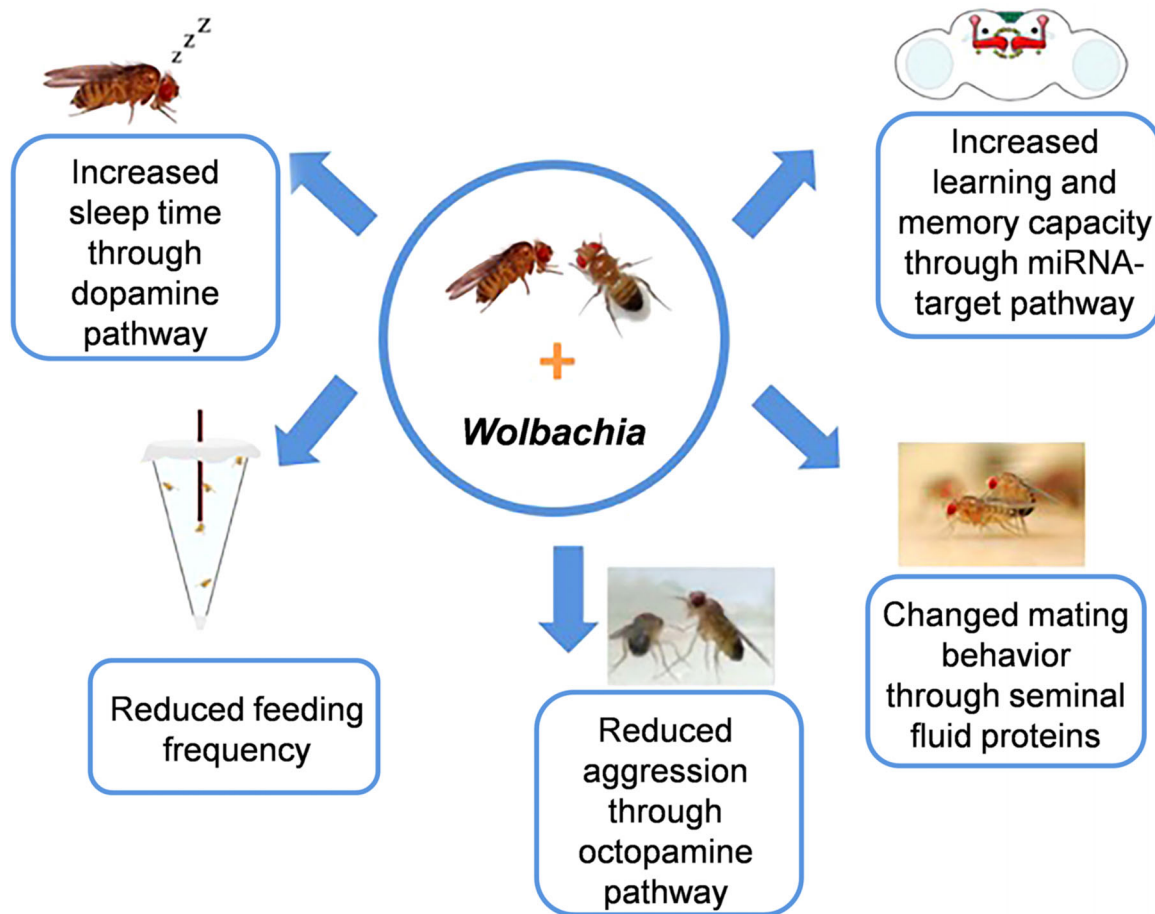 z z z
Increased
sleep time
through
dopamine
pathway
Increased
learning and
memory capacity
through miRNA-
target pathway
+
Wolbachia
Reduced feeding
frequency
Reduced
aggression
through
octopamine
pathway
Changed mating
behavior
through seminal
fluid proteins